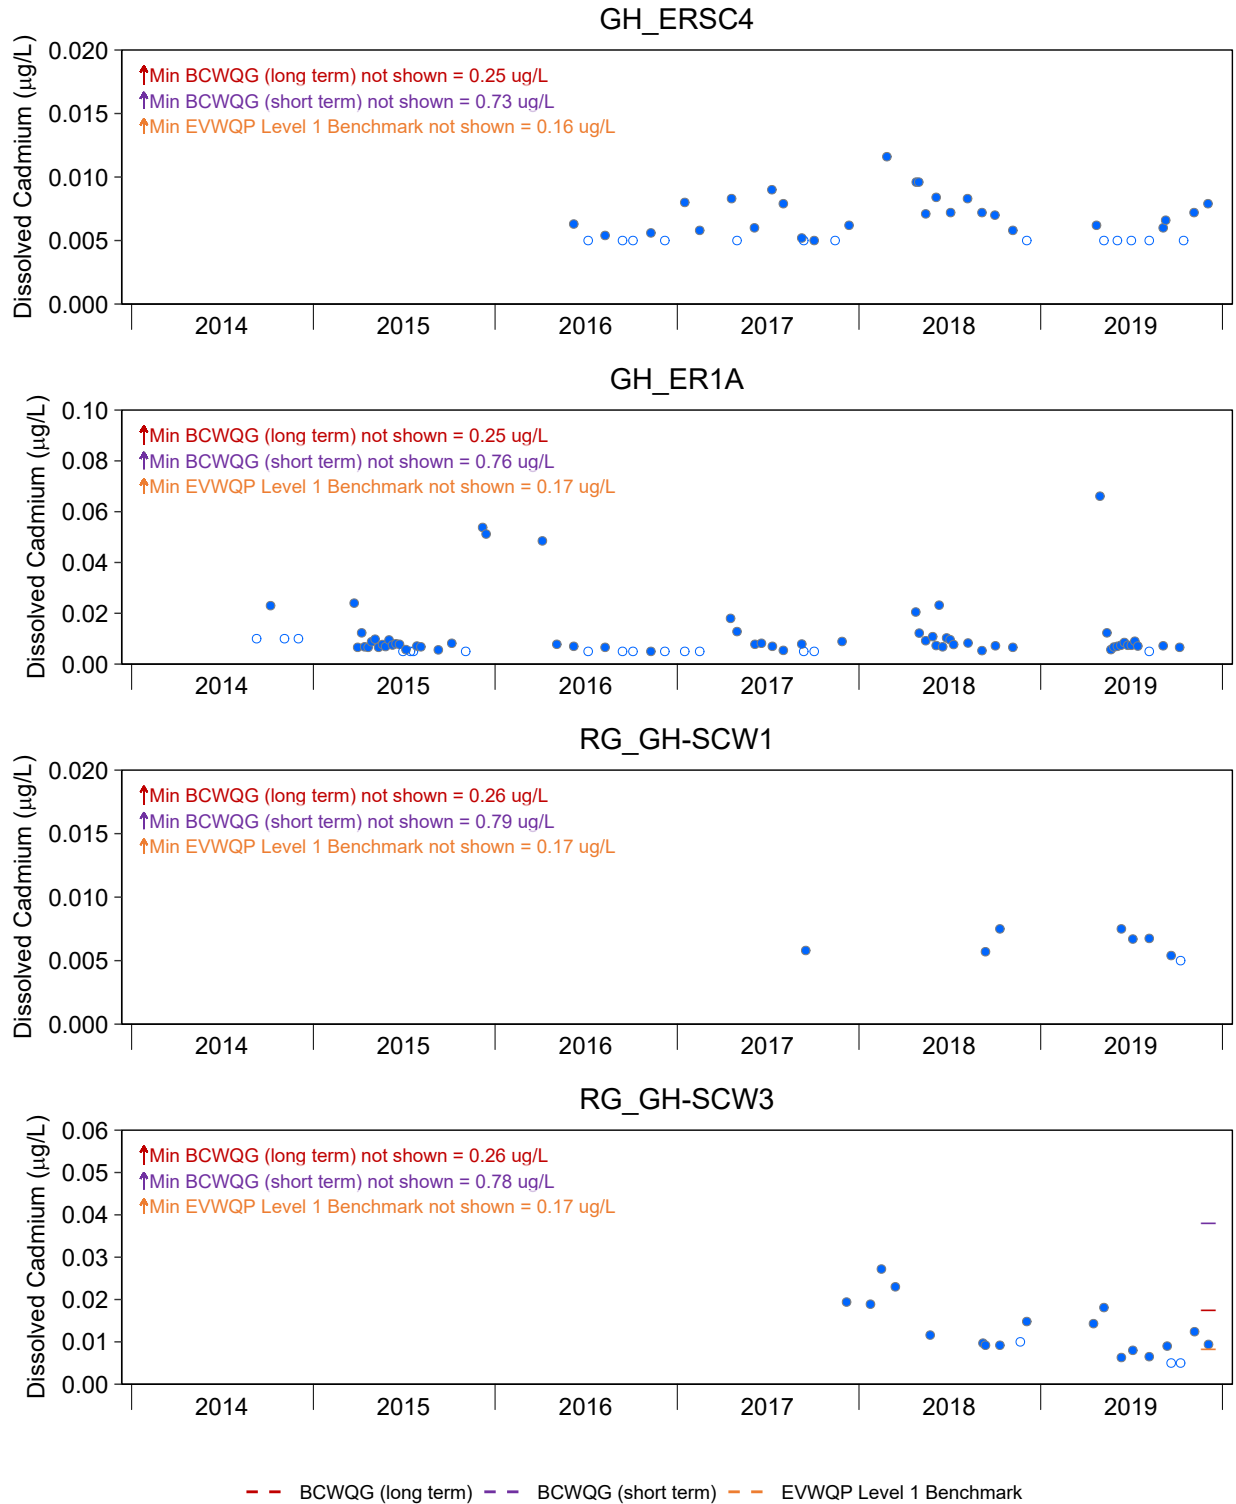 GH_ERSC4
Dissolved Cadmium (µg/L)
0.020
0.015
0.010
0.005
0.000
↑Min BCWQG (long term) not shown = 0.25 ug/L
↑Min BCWQG (short term) not shown = 0.73 ug/L
↑Min EVWQP Level 1 Benchmark not shown = 0.16 ug/L
2014 2015 2016 2017 2018 2019
GH_ER1A
Dissolved Cadmium (µg/L)
0.10
0.08
0.06
0.04
0.02
0.00
↑Min BCWQG (long term) not shown = 0.25 ug/L
↑Min BCWQG (short term) not shown = 0.76 ug/L
↑Min EVWQP Level 1 Benchmark not shown = 0.17 ug/L
2014 2015 2016 2017 2018 2019
RG_GH-SCW1
Dissolved Cadmium (µg/L)
0.020
0.015
0.010
0.005
0.000
↑Min BCWQG (long term) not shown = 0.26 ug/L
↑Min BCWQG (short term) not shown = 0.79 ug/L
↑Min EVWQP Level 1 Benchmark not shown = 0.17 ug/L
2014 2015 2016 2017 2018 2019
RG_GH-SCW3
Dissolved Cadmium (µg/L)
0.06
0.05
0.04
0.03
0.02
0.01
0.00
↑Min BCWQG (long term) not shown = 0.26 ug/L
↑Min BCWQG (short term) not shown = 0.78 ug/L
↑Min EVWQP Level 1 Benchmark not shown = 0.17 ug/L
2014 2015 2016 2017 2018 2019
BCWQG (long term) BCWQG (short term) EVWQP Level 1 Benchmark